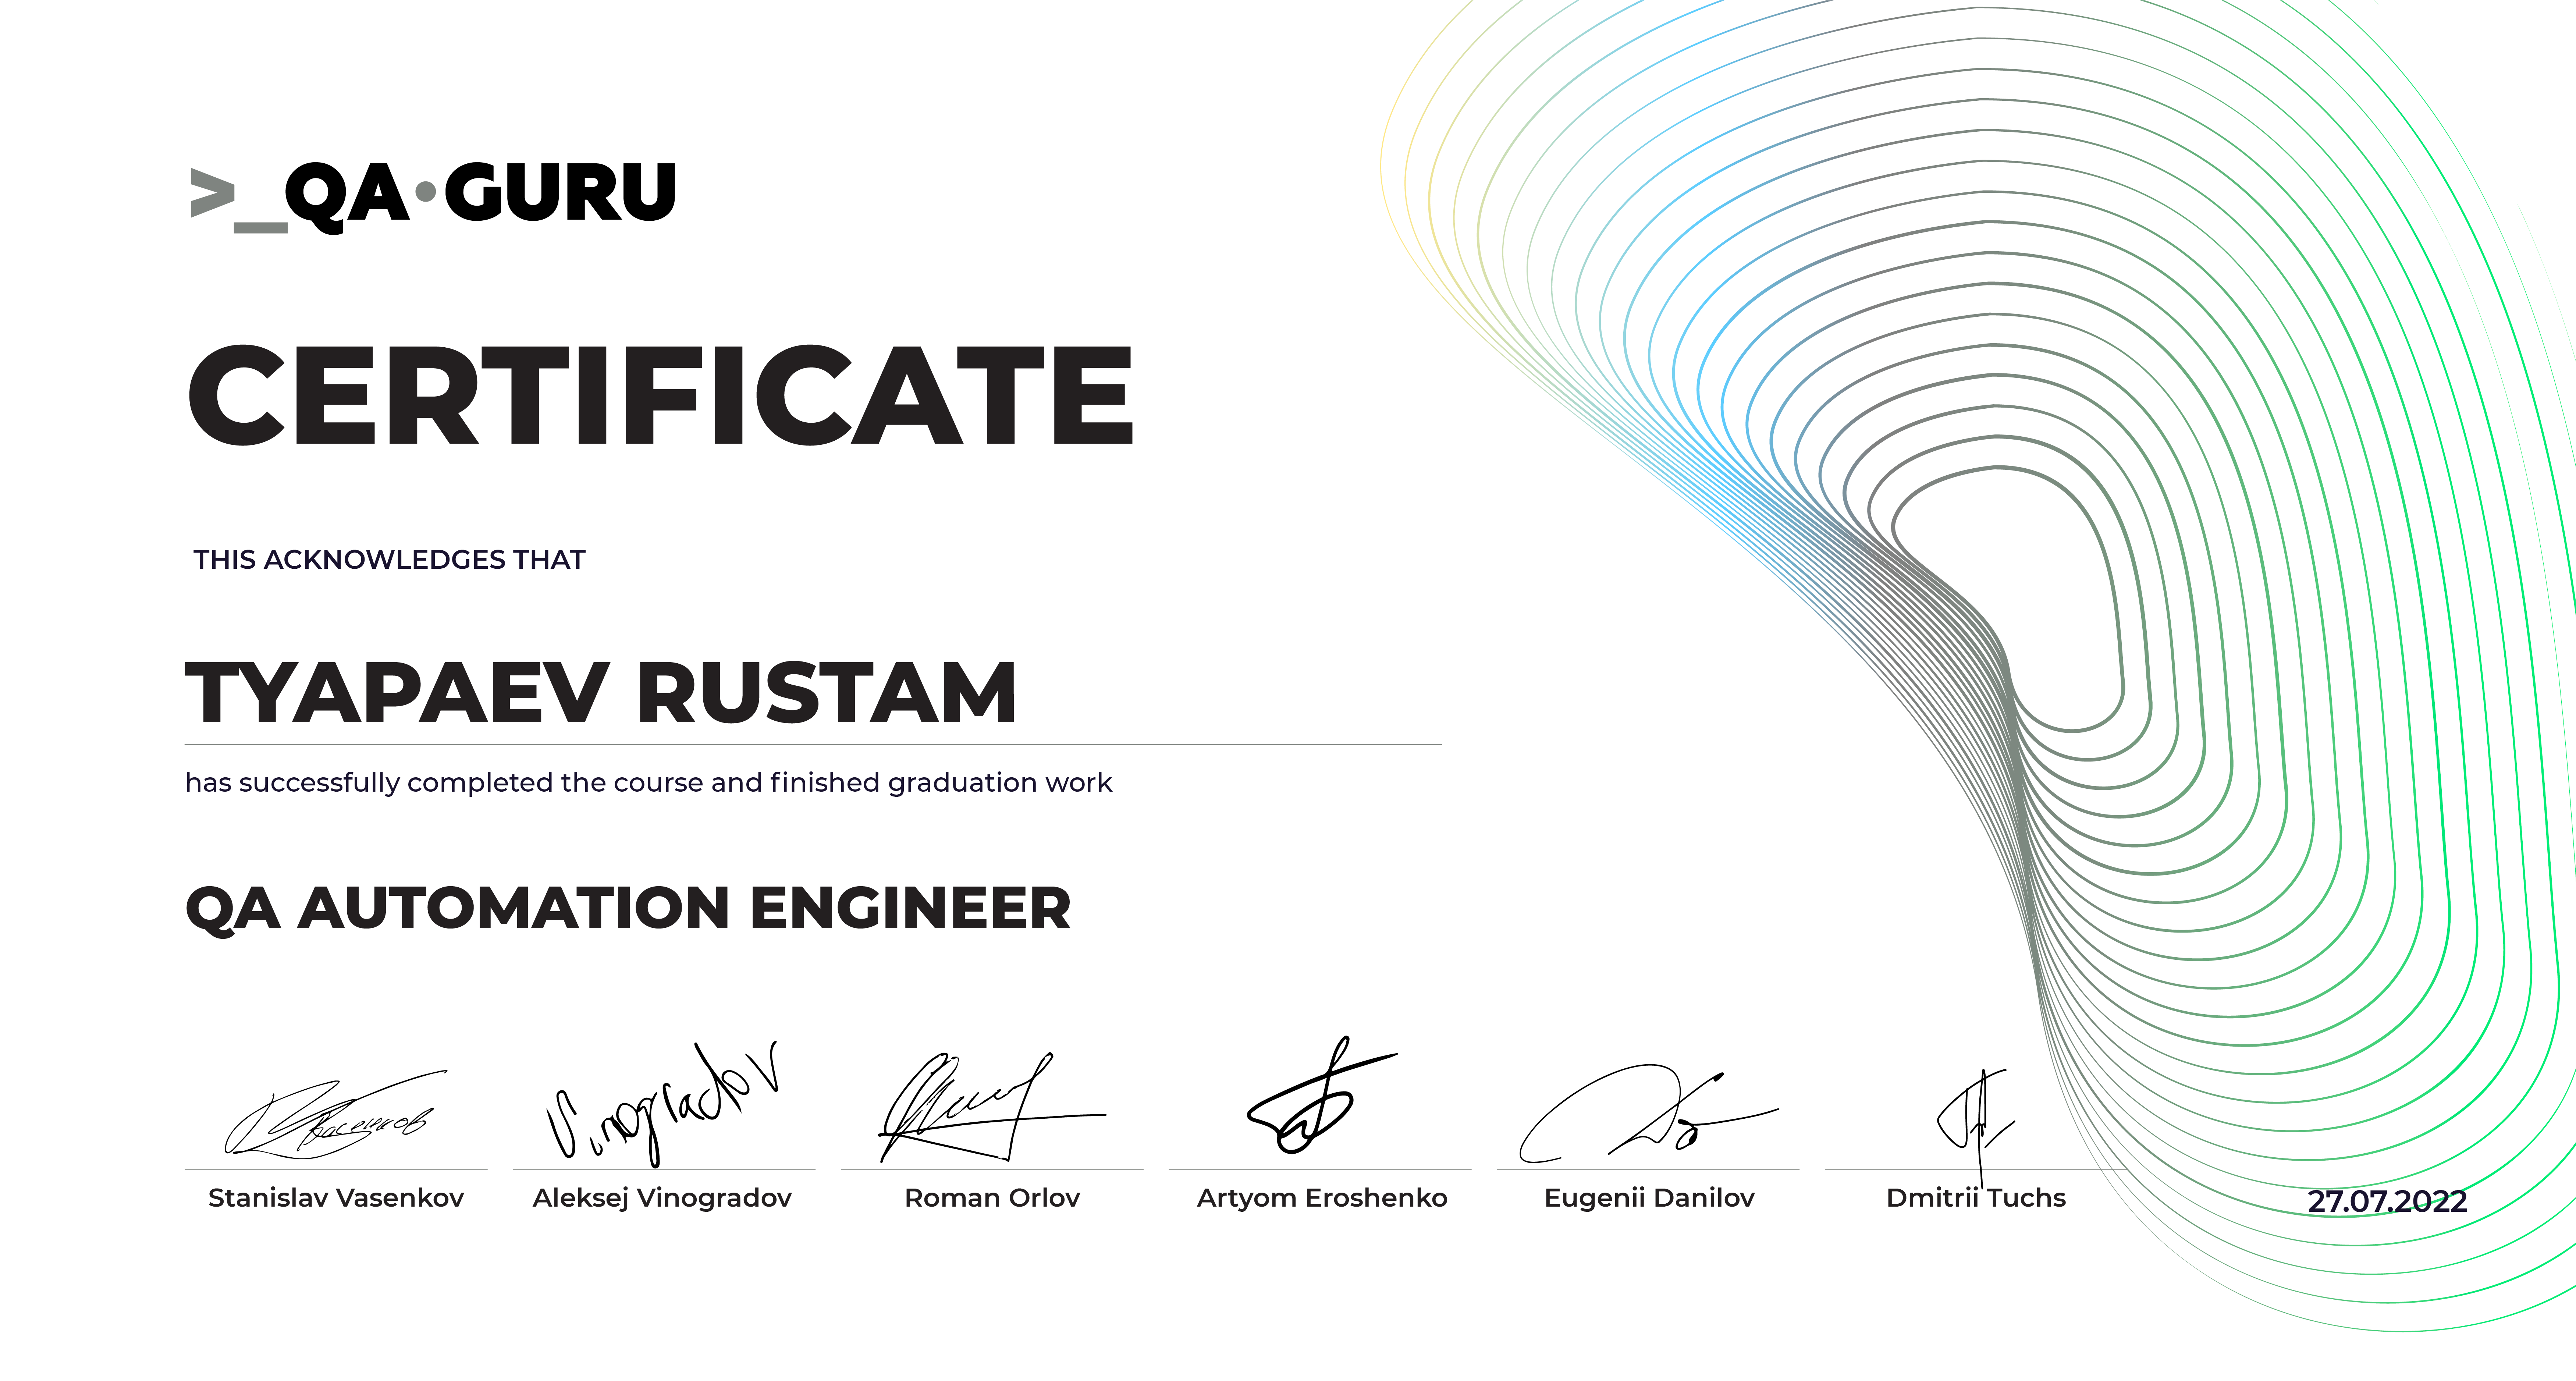 >_QA•GURU
CERTIFICATE
THIS ACKNOWLEDGES THAT
TYAPAEV RUSTAM
has successfully completed the course and finished graduation work
QA AUTOMATION ENGINEER
Vinogradov
Stanislav Vasenkov Aleksej Vinogradov Roman Orlov Artyom Eroshenko Eugenii Danilov Dmitrii Tuchs 27.07.2022